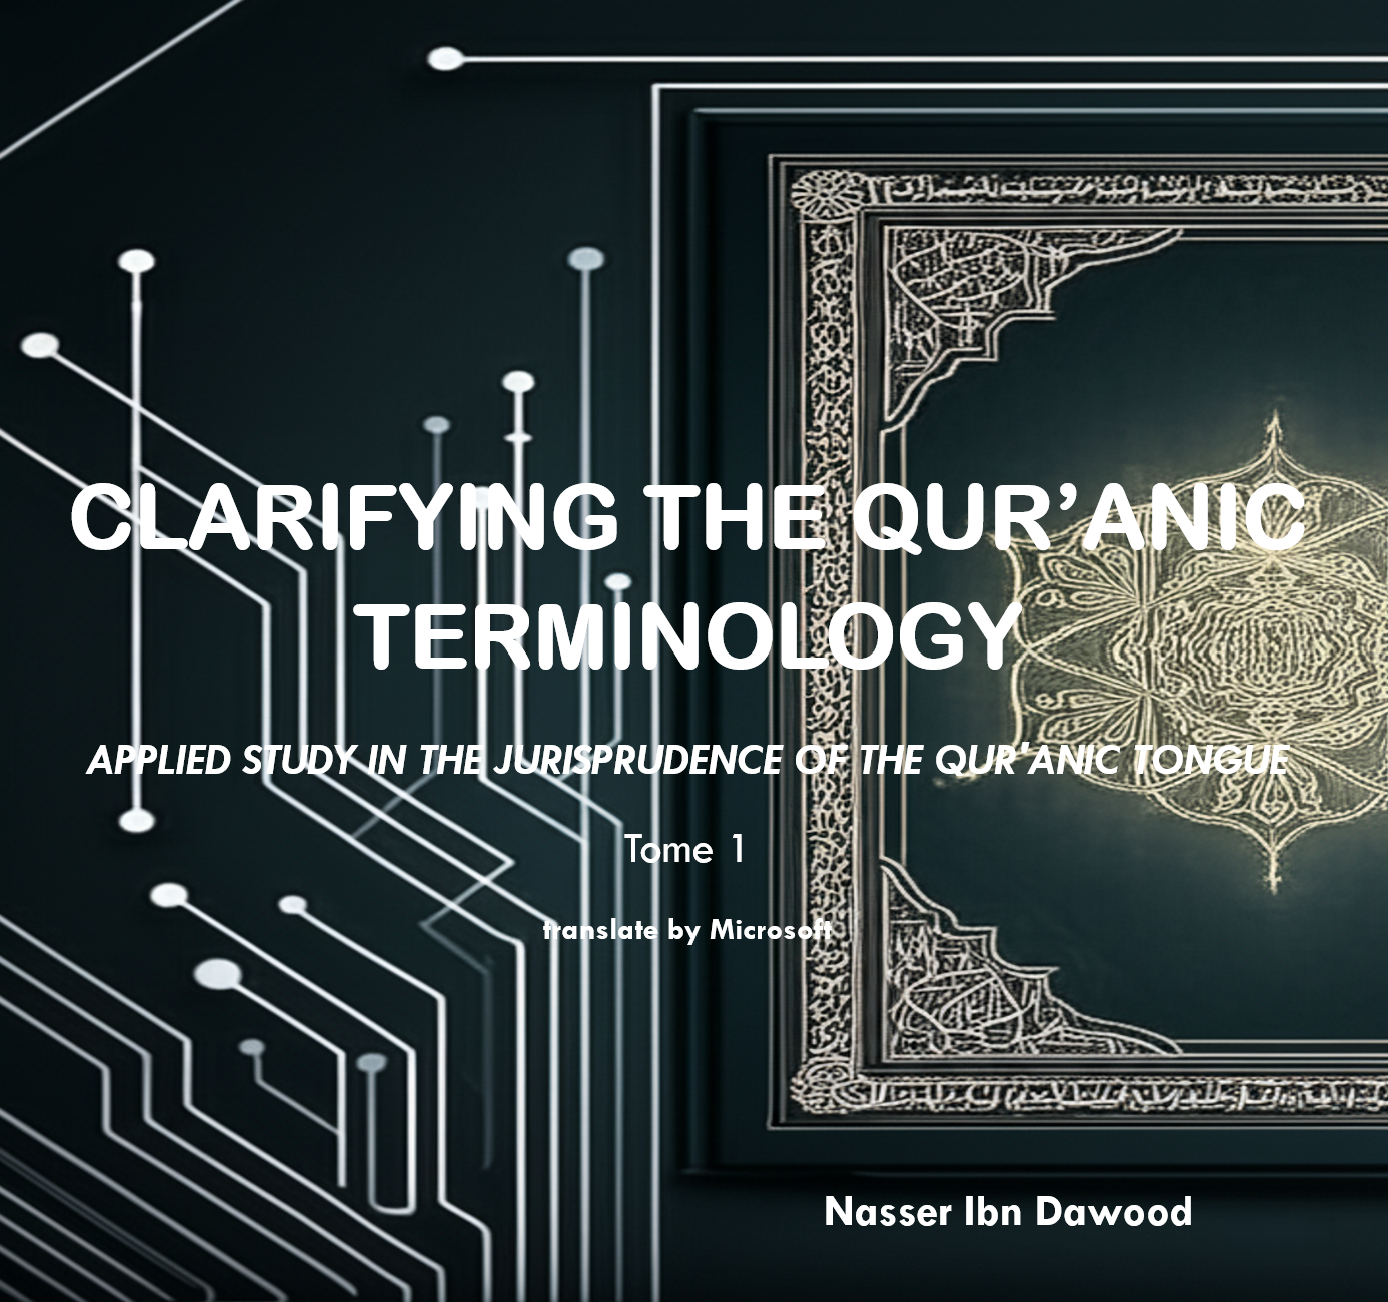 CLARIFYING THE QUR’ANIC
TERMINOLOGY
APPLIED STUDY IN THE JURISPRUDENCE OF THE QUR'ANIC TONGUE
Tome 1
translate by Microsoft
Nasser Ibn Dawood